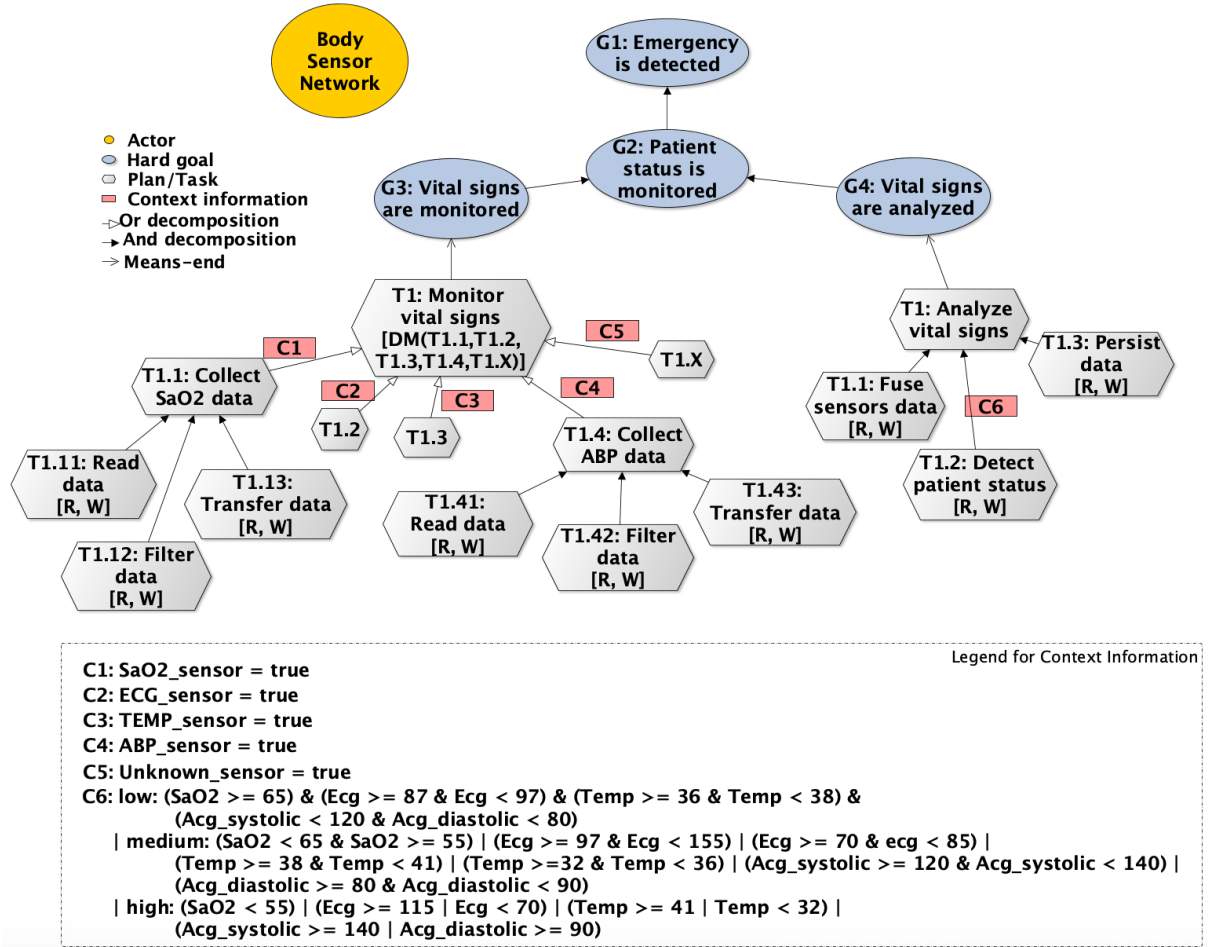 Body
Sensor
Network
G1: Emergency
is detected
Actor
Hard goal
Plan/Task
Context information
Or decomposition
And decomposition
Means-end
G2: Patient
status is
monitored
G3: Vital signs
are monitored
G4: Vital signs
are analyzed
T1: Monitor
vital signs
[DM(T1.1,T1.2,
T1.3,T1.4,T1.X)]
C1
C2
C3
C4
C5
T1.X
T1.1: Collect
SaO2 data
T1.2
T1.3
T1.4: Collect
ABP data
T1.11: Read
data
[R, W]
T1.12: Filter
data
[R, W]
T1.13:
Transfer data
[R, W]
T1.41:
Read data
[R, W]
T1.42: Filter
data
[R, W]
T1.43:
Transfer data
[R, W]
T1: Analyze
vital signs
T1.1: Fuse
sensors data
[R, W]
C6
T1.2: Detect
patient status
[R, W]
T1.3: Persist
data
[R, W]
Legend for Context Information
C1: SaO2_sensor = true
C2: ECG_sensor = true
C3: TEMP_sensor = true
C4: ABP_sensor = true
C5: Unknown_sensor = true
C6: low: (SaO2 >= 65) & (Ecg >= 87 & Ecg < 97) & (Temp >= 36 & Temp < 38) &
(Acg_systolic < 120 & Acg_diastolic < 80)
| medium: (SaO2 < 65 & SaO2 >= 55) | (Ecg >= 97 & Ecg < 155) | (Ecg >= 70 & ecg < 85) |
(Temp >= 38 & Temp < 41) | (Temp >=32 & Temp < 36) | (Acg_systolic >= 120 & Acg_systolic < 140) |
(Acg_diastolic >= 80 & Acg_diastolic < 90)
| high: (SaO2 < 55) | (Ecg >= 115 | Ecg < 70) | (Temp >= 41 | Temp < 32) |
(Acg_systolic >= 140 | Acg_diastolic >= 90)